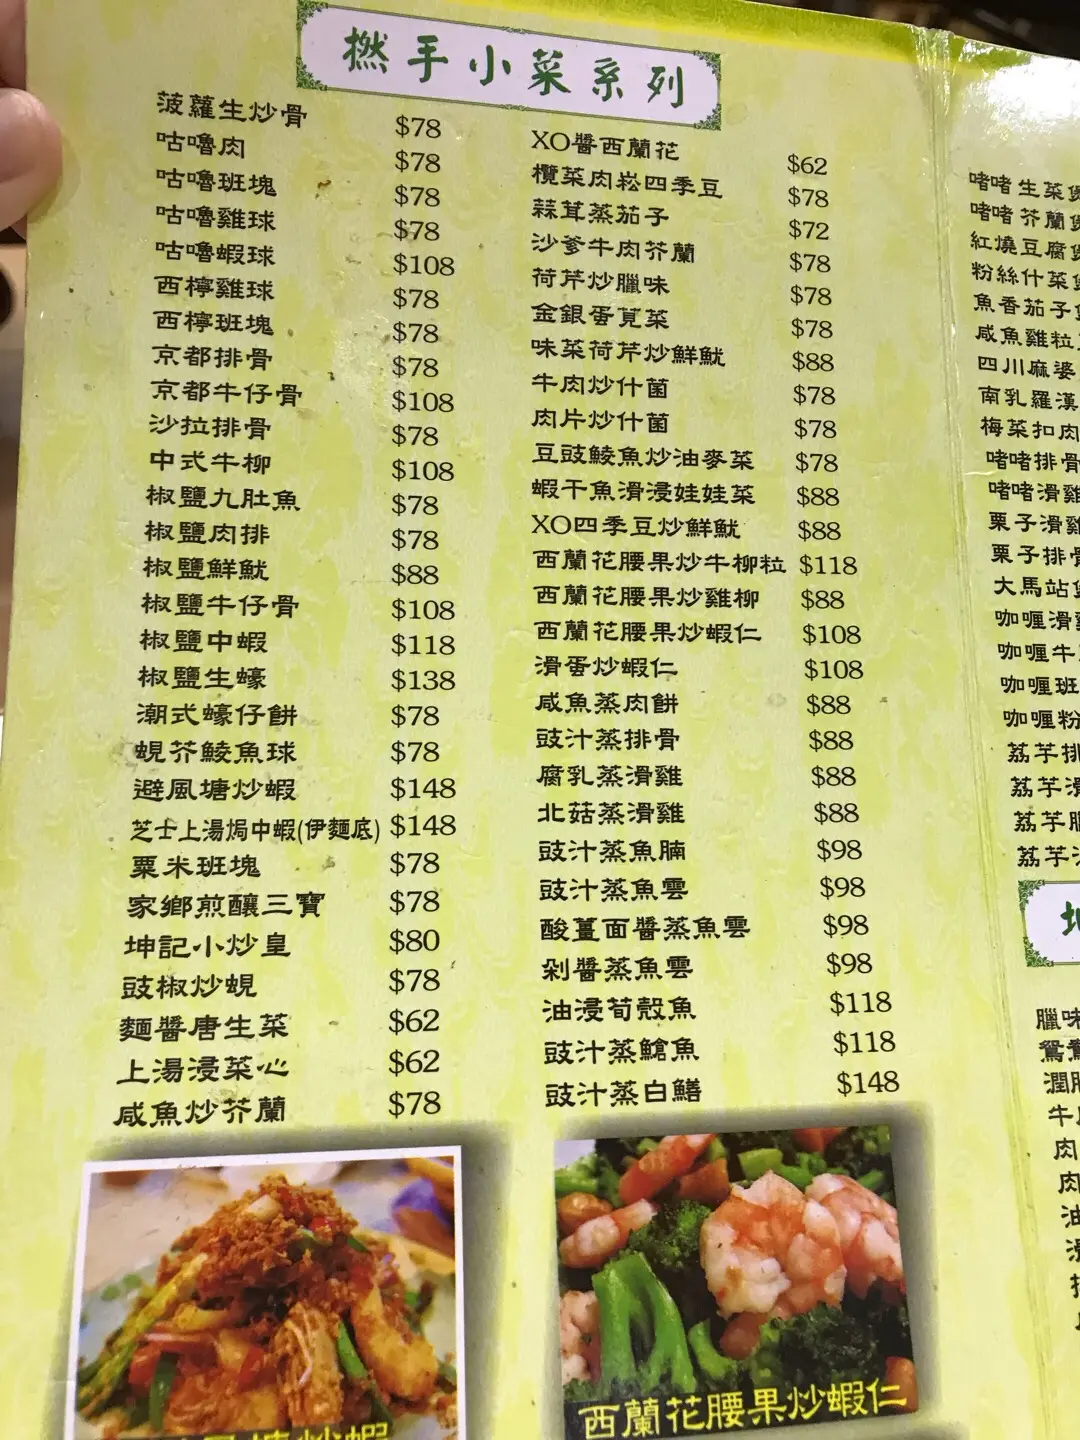 撚手小菜系列
菠蘿生炒骨 $78
咕嚕肉 $78
咕嚕班塊 $78
咕嚕雞球 $78
咕嚕蝦球 $108
西檸雞球 $78
西檸班塊 $78
京都排骨 $78
京都牛仔骨 $108
沙拉排骨 $78
中式牛柳 $108
椒鹽九肚魚 $78
椒鹽肉排 $78
椒鹽鮮魷 $88
椒鹽牛仔骨 $108
椒鹽中蝦 $118
椒鹽生蠔 $138
潮式蠔仔餅 $78
蜆芥鯪魚球 $78
避風塘炒蝦 $148
芝士上湯焗中蝦(伊麵底) $148
粟米班塊 $78
家鄉煎釀三寶 $78
坤記小炒皇 $80
豉椒炒蜆 $78
麵醬唐生菜 $62
上湯浸菜心 $62
咸魚炒芥蘭 $78
XO醬西蘭花 $62
欖菜肉崧四季豆 $78
蒜茸蒸茄子 $72
沙爹牛肉芥蘭 $78
荷芹炒臘味 $78
金銀蛋莧菜 $78
味菜荷芹炒鮮魷 $88
牛肉炒什菌 $78
肉片炒什菌 $78
豆豉鯪魚炒油麥菜 $78
蝦干魚滑浸娃娃菜 $88
XO四季豆炒鮮魷 $88
西蘭花腰果炒牛柳粒 $118
西蘭花腰果炒雞柳 $88
西蘭花腰果炒蝦仁 $108
滑蛋炒蝦仁 $108
咸魚蒸肉餅 $88
豉汁蒸排骨 $88
腐乳蒸滑雞 $88
北菇蒸滑雞 $88
豉汁蒸魚腩 $98
豉汁蒸魚雲 $98
酸薑面醬蒸魚雲 $98
剁醬蒸魚雲 $98
油浸筍殼魚 $118
豉汁蒸鱠魚 $118
豉汁蒸白鱔 $148
西蘭花腰果炒蝦仁
塘炒蝦
啫啫生菜煲
啫啫芥蘭煲
紅燒豆腐煲
粉絲什菜煲
魚香茄子
咸魚雞粒
四川麻婆
南乳羅漢
梅菜扣肉
啫啫排骨
啫啫滑雞
栗子滑雞
栗子排骨
大馬站
咖喱滑
咖喱牛
咖喱班
咖喱粉
荔芋排
荔芋滑
荔芋
荔芋
臘味
鴛
潤
牛
肉
肉
油
滑